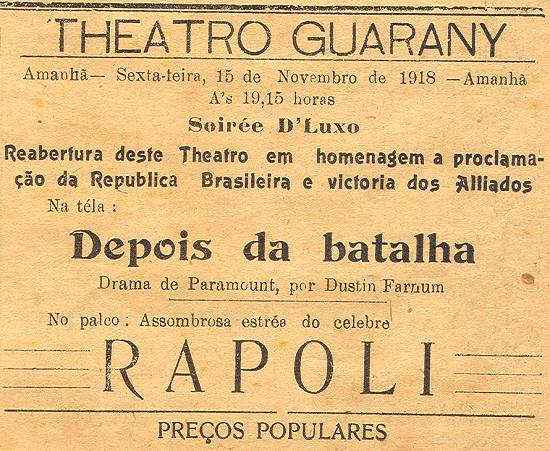 THEATRO GUARANY
Amanhã— Sexta-feira, 15 de Novembro de 1918 —Amanhã
A's 19,15 horas
Soirée D'Luxo
Reabertura deste Theatro em homenagem a proclama-
ção da Republica Brasileira e victoria dos Alliados
Na téla :
Depois da batalha
Drama de Paramount, por Dustin Farnum
No palco : Assombrosa estréa do celebre
RAPOLI
PREÇOS POPULARES